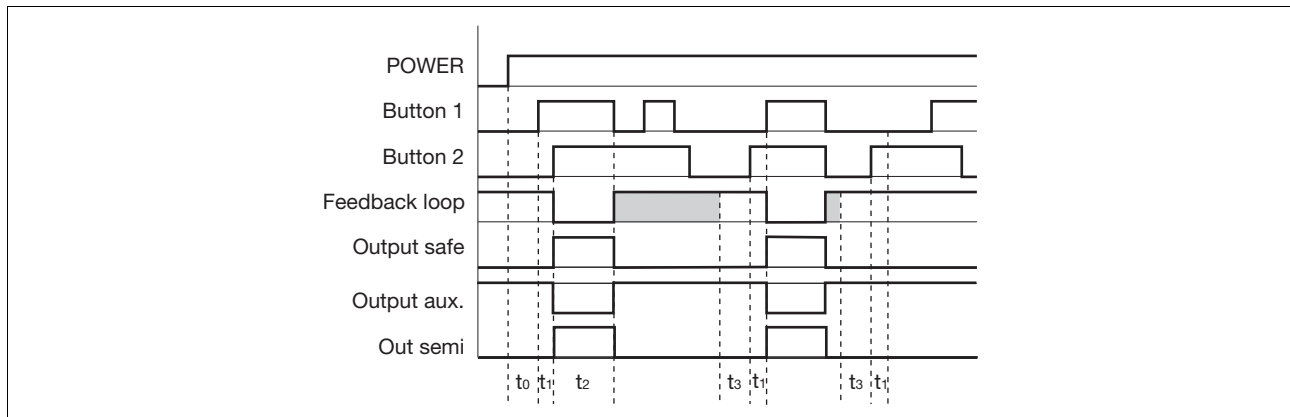 POWER
Button 1
Button 2
Feedback loop
Output safe
Output aux.
Out semi
t0 t1 t2 t3 t1 t3 t1